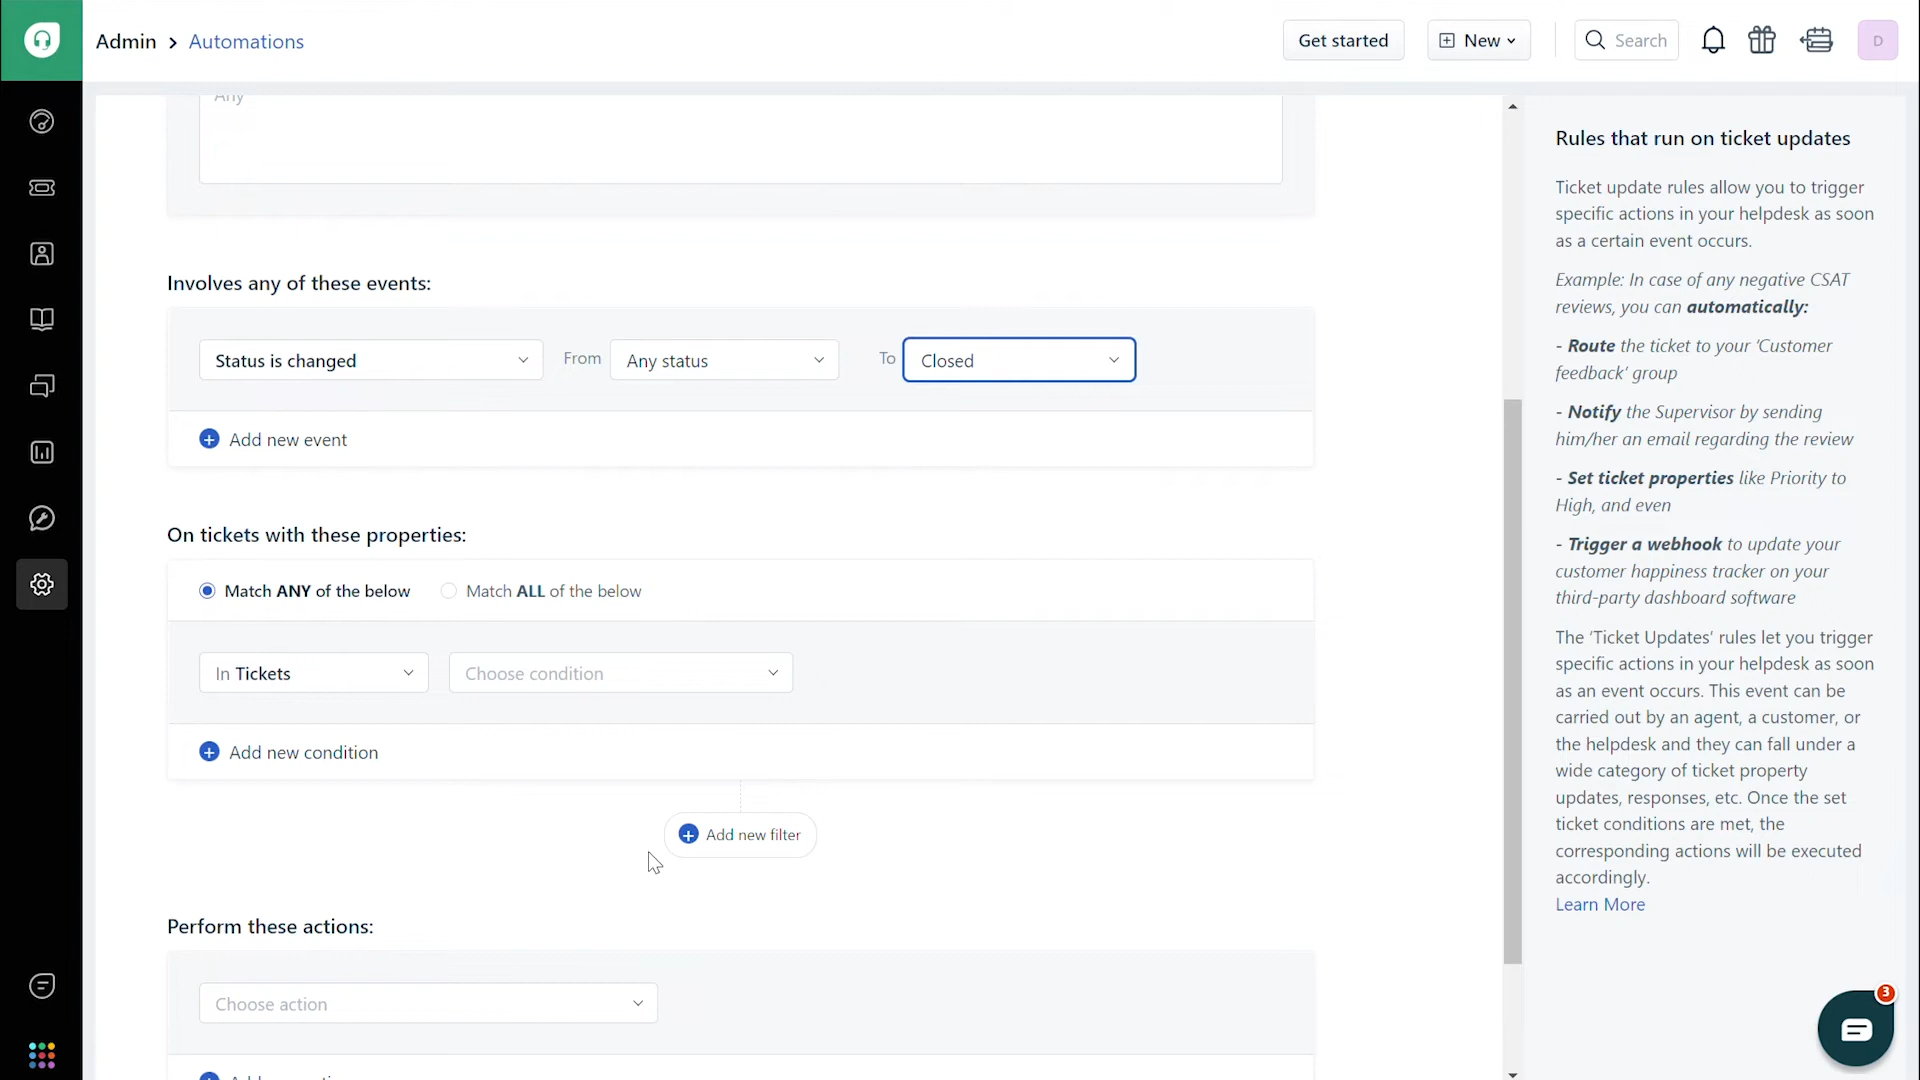 Admin > Automations
Get started
New
Search
D
Any
Involves any of these events:
Status is changed
From
Any status
To
Closed
Add new event
On tickets with these properties:
Match ANY of the below
Match ALL of the below
In Tickets
Choose condition
Add new condition
Add new filter
Perform these actions:
Choose action
Rules that run on ticket updates
Ticket update rules allow you to trigger
specific actions in your helpdesk as soon
as a certain event occurs.
Example: In case of any negative CSAT
reviews, you can automatically:
- Route the ticket to your 'Customer
feedback' group
- Notify the Supervisor by sending
him/her an email regarding the review
- Set ticket properties like Priority to
High, and even
- Trigger a webhook to update your
customer happiness tracker on your
third-party dashboard software
The 'Ticket Updates' rules let you trigger
specific actions in your helpdesk as soon
as an event occurs. This event can be
carried out by an agent, a customer, or
the helpdesk and they can fall under a
wide category of ticket property
updates, responses, etc. Once the set
ticket conditions are met, the
corresponding actions will be executed
accordingly.
Learn More
3